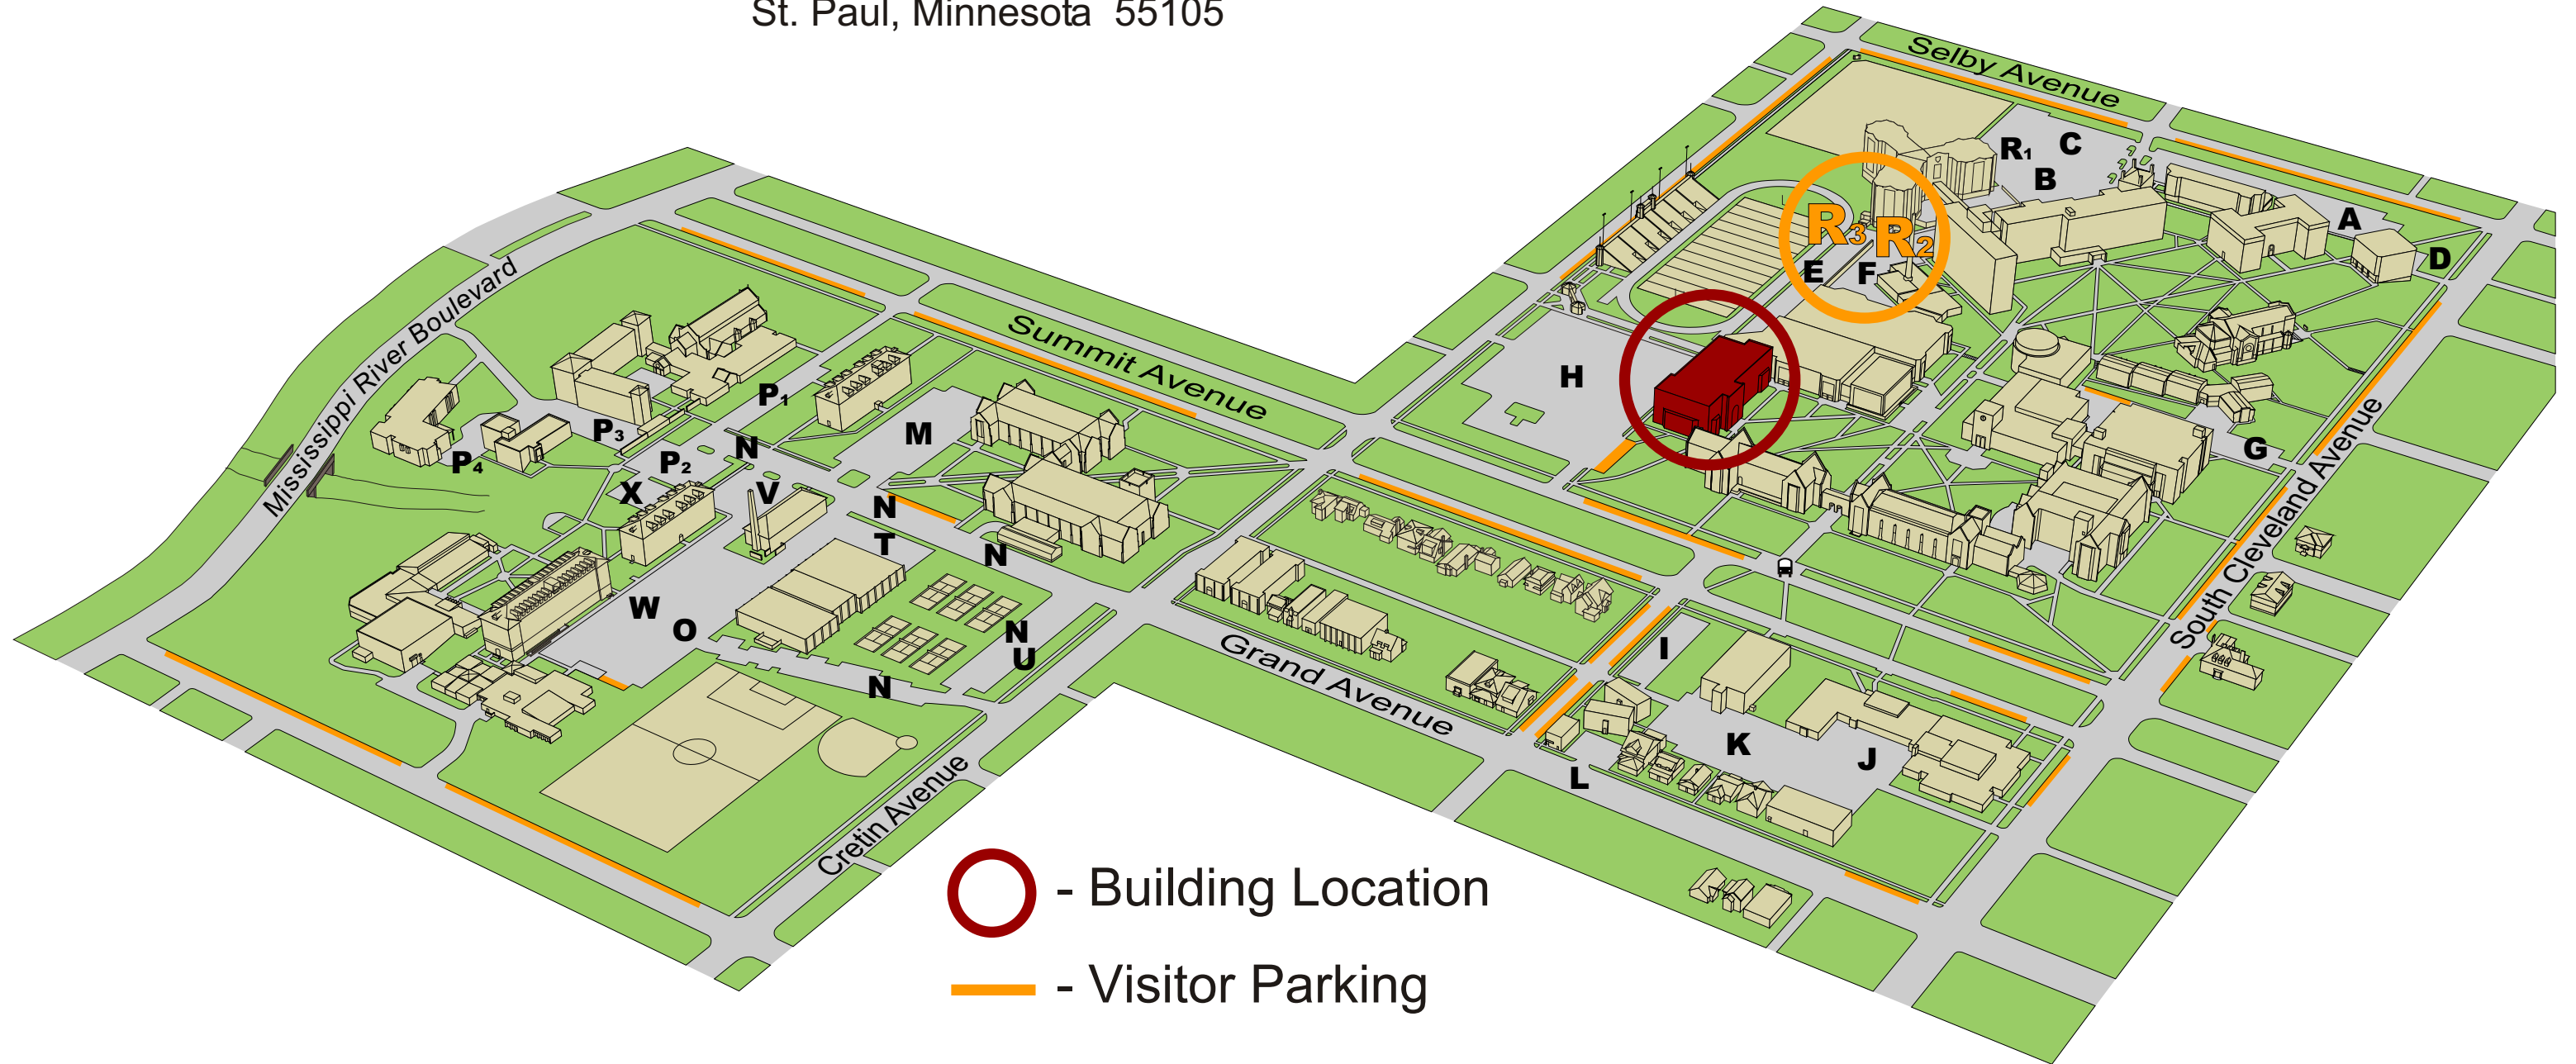 St. Paul, Minnesota 55105
Selby Avenue
R1
C
B
A
D
R3
R2
E
F
Mississippi River Boulevard
Summit Avenue
H
P1
M
P3
N
P4
P2
G
X
V
N
South Cleveland Avenue
T
N
W
O
N
U
I
Grand Avenue
N
K
J
L
Cretin Avenue
- Building Location
- Visitor Parking